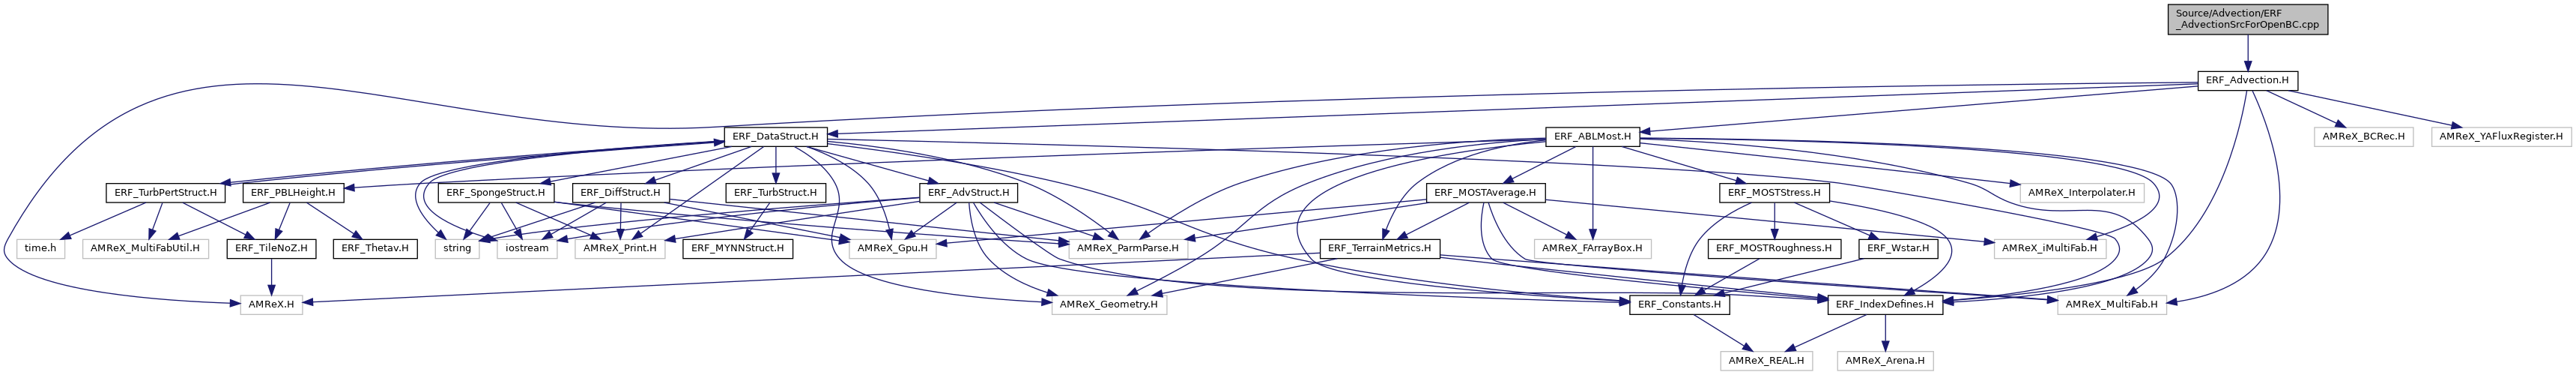 Source/Advection/ERF
_AdvectionSrcForOpenBC.cpp
ERF_Advection.H
ERF_DataStruct.H
ERF_ABLMost.H
AMReX_BCRec.H
AMReX_YAFluxRegister.H
ERF_TurbPertStruct.H
ERF_PBLHeight.H
ERF_SpongeStruct.H
ERF_DiffStruct.H
ERF_TurbStruct.H
ERF_AdvStruct.H
ERF_MOSTAverage.H
ERF_MOSTStress.H
AMReX_Interpolater.H
time.h
AMReX_MultiFabUtil.H
ERF_TileNoZ.H
ERF_Thetav.H
string
iostream
AMReX_Print.H
ERF_MYNNStruct.H
AMReX_Gpu.H
AMReX_ParmParse.H
ERF_TerrainMetrics.H
AMReX_FArrayBox.H
ERF_MOSTRoughness.H
ERF_Wstar.H
AMReX_iMultiFab.H
AMReX.H
AMReX_Geometry.H
ERF_Constants.H
ERF_IndexDefines.H
AMReX_MultiFab.H
AMReX_REAL.H
AMReX_Arena.H